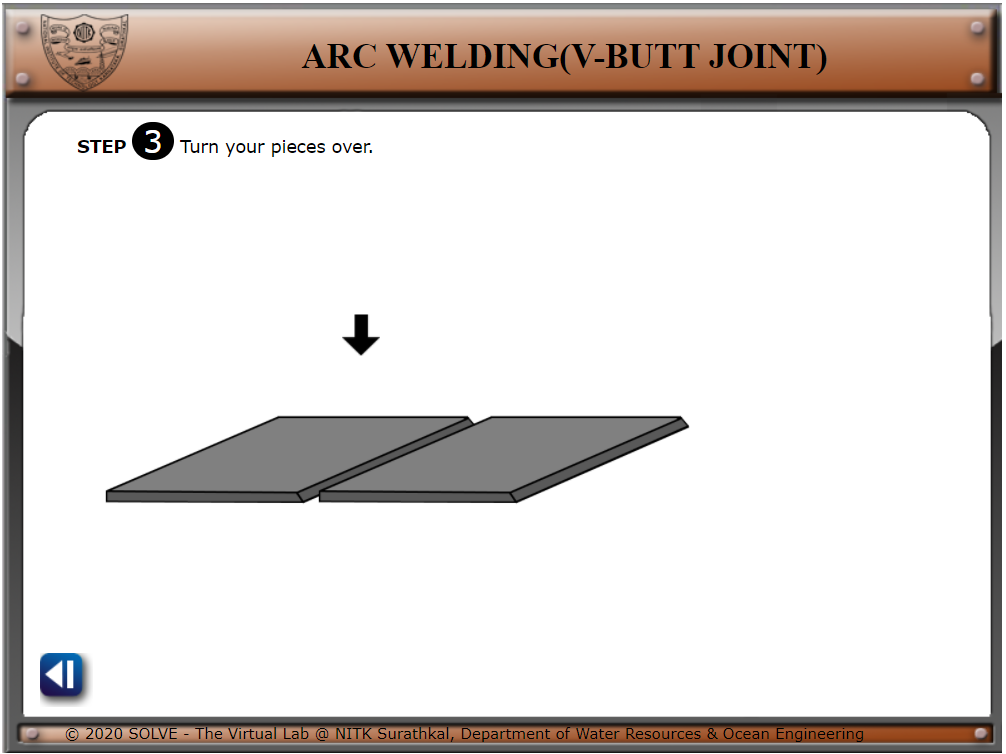 ARC WELDING(V-BUTT JOINT)
STEP 3 Turn your pieces over.
© 2020 SOLVE - The Virtual Lab @ NITK Surathkal, Department of Water Resources & Ocean Engineering